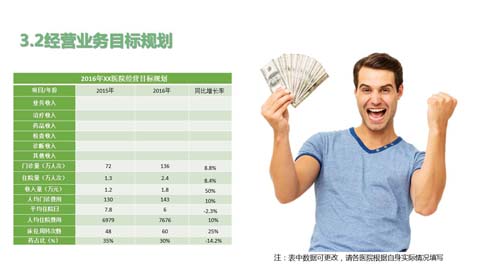 3.2经营业务目标规划
2016年XX医院经营目标规划
项目/年份 2015年 2016年 同比增长率
业务收入
治疗收入
药品收入
检查收入
诊断收入
其他收入
门诊量（万人次） 72 136 8.8%
住院量（万人次） 1.3 2.4 8.4%
收入量（万元） 1.2 1.8 50%
人均门诊费用 130 143 10%
平均住院日 7.8 6 -2.3%
人均住院费用 6979 7676 10%
床位周转次数 48 60 25%
药占比（%） 35% 30% -14.2%
注：表中数据可更改，请各医院根据自身实际情况填写